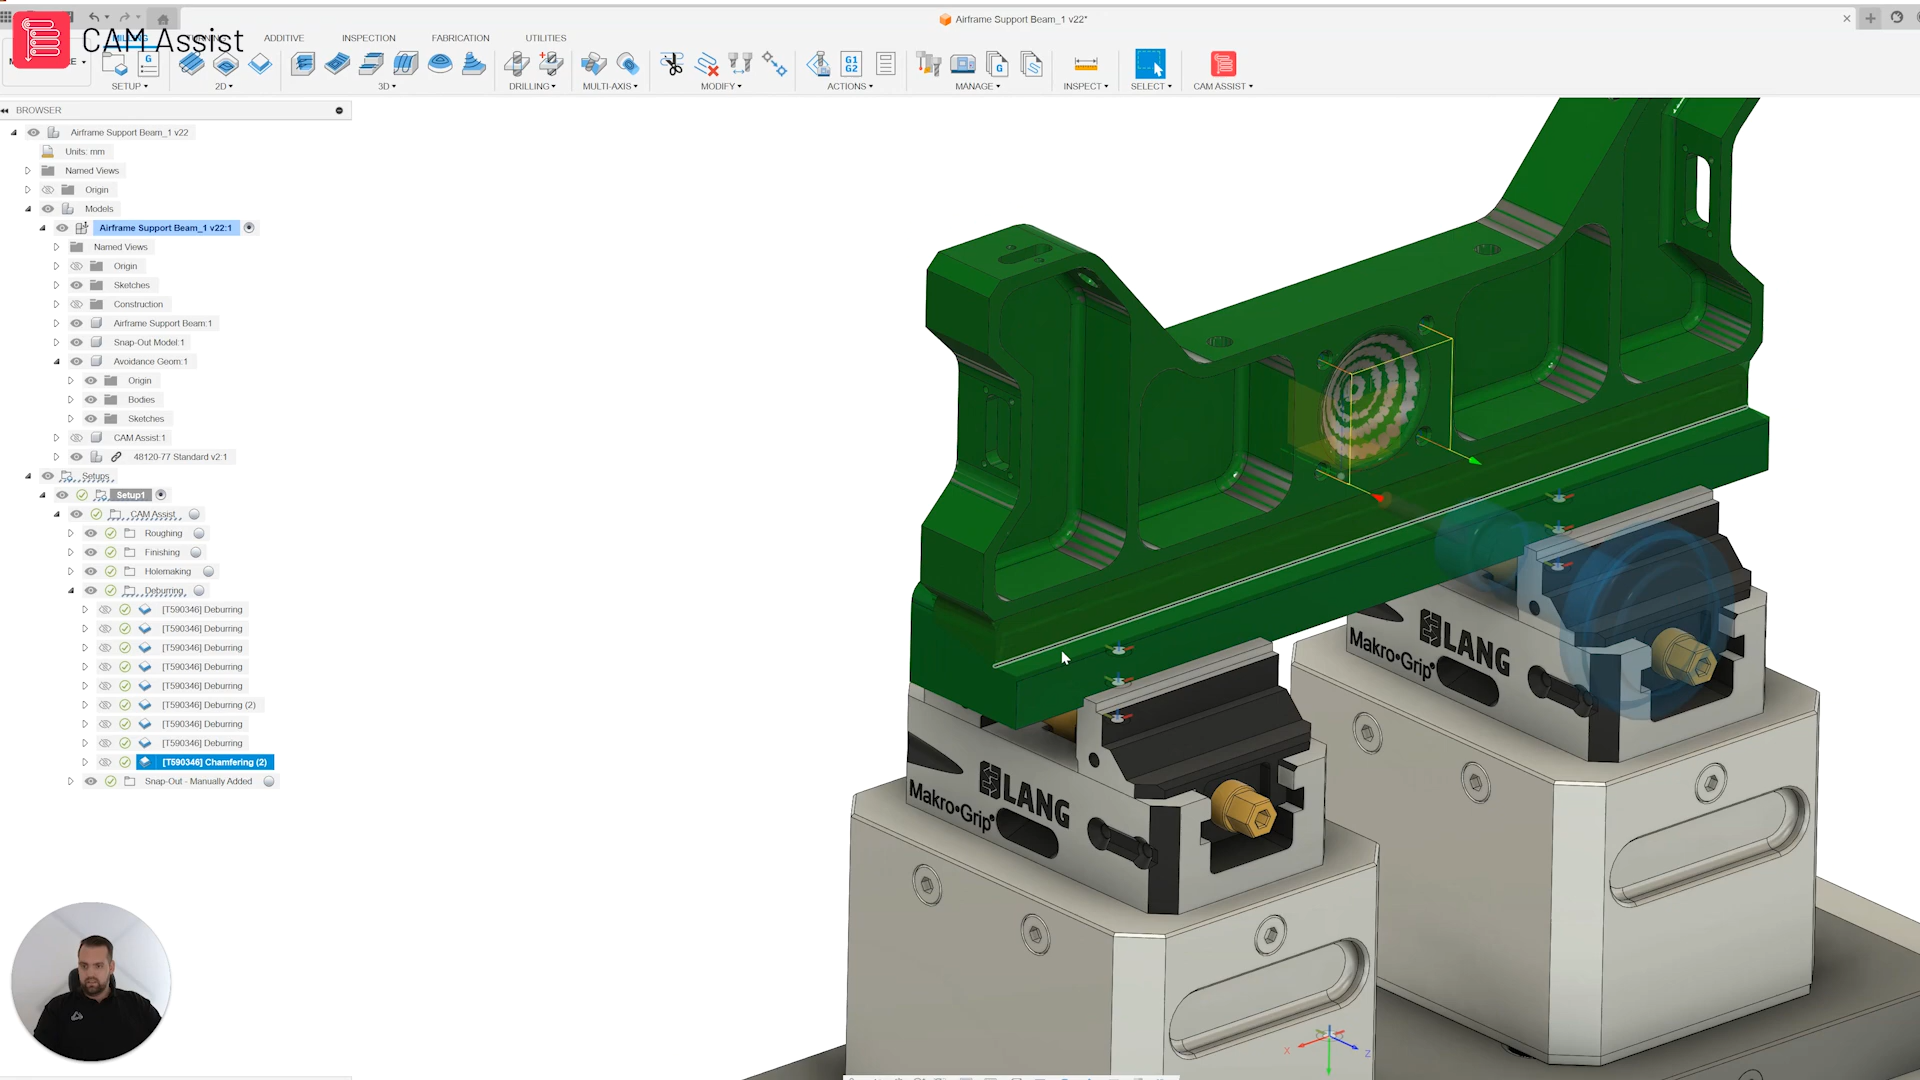 Airframe Support Beam_1 v22*
CAM Assist
ADDITIVE
INSPECTION
FABRICATION
UTILITIES
SETUP
2D
3D
DRILLING
MULTI-AXIS
MODIFY
G1
G2
ACTIONS
MANAGE
INSPECT
SELECT
CAM ASSIST
BROWSER
Airframe Support Beam_1 v22
Units: mm
Named Views
Origin
Models
Airframe Support Beam_1 v22:1
Named Views
Origin
Sketches
Construction
Airframe Support Beam:1
Snap-Out Model:1
Avoidance Geom:1
Origin
Bodies
Sketches
CAM Assist:1
48120-77 Standard v2:1
Setups
Setup1
CAM Assist
Roughing
Finishing
Holemaking
Deburring
[T590346] Deburring
[T590346] Deburring
[T590346] Deburring
[T590346] Deburring
[T590346] Deburring
[T590346] Deburring (2)
[T590346] Deburring
[T590346] Deburring
[T590346] Chamfering (2)
Snap-Out - Manually Added
LANG
Makro•Grip
LANG
Makro•Grip®
X
Z